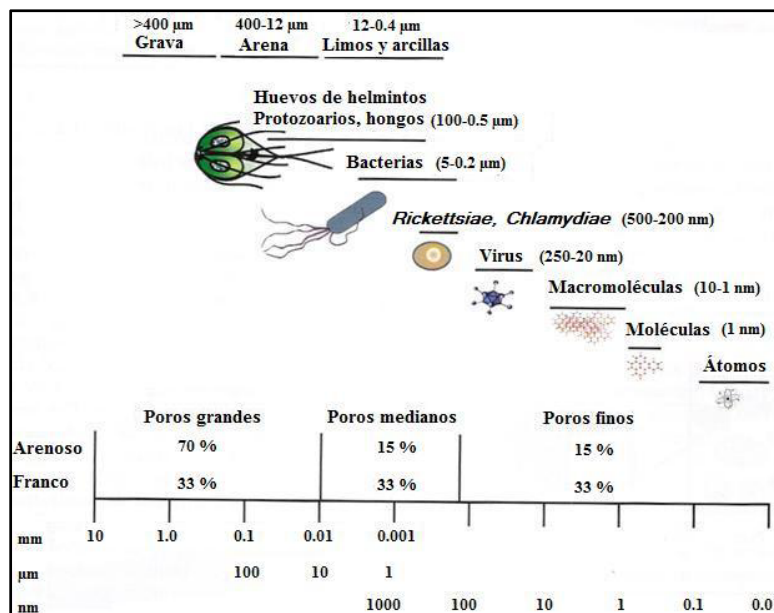 >400 µm 400-12 µm 12-0.4 µm
Grava Arena Limos y arcillas
Huevos de helmintos
Protozoarios, hongos (100-0.5 µm)
Bacterias (5-0.2 µm)
Rickettsiae, Chlamydiae (500-200 nm)
Virus (250-20 nm)
Macromoléculas (10-1 nm)
Moléculas (1 nm)
Átomos
Poros grandes Poros medianos Poros finos
Arenoso 70 % 15 % 15 %
Franco 33 % 33 % 33 %
mm 10 1.0 0.1 0.01 0.001
µm 100 10 1
nm 1000 100 10 1 0.1 0.0